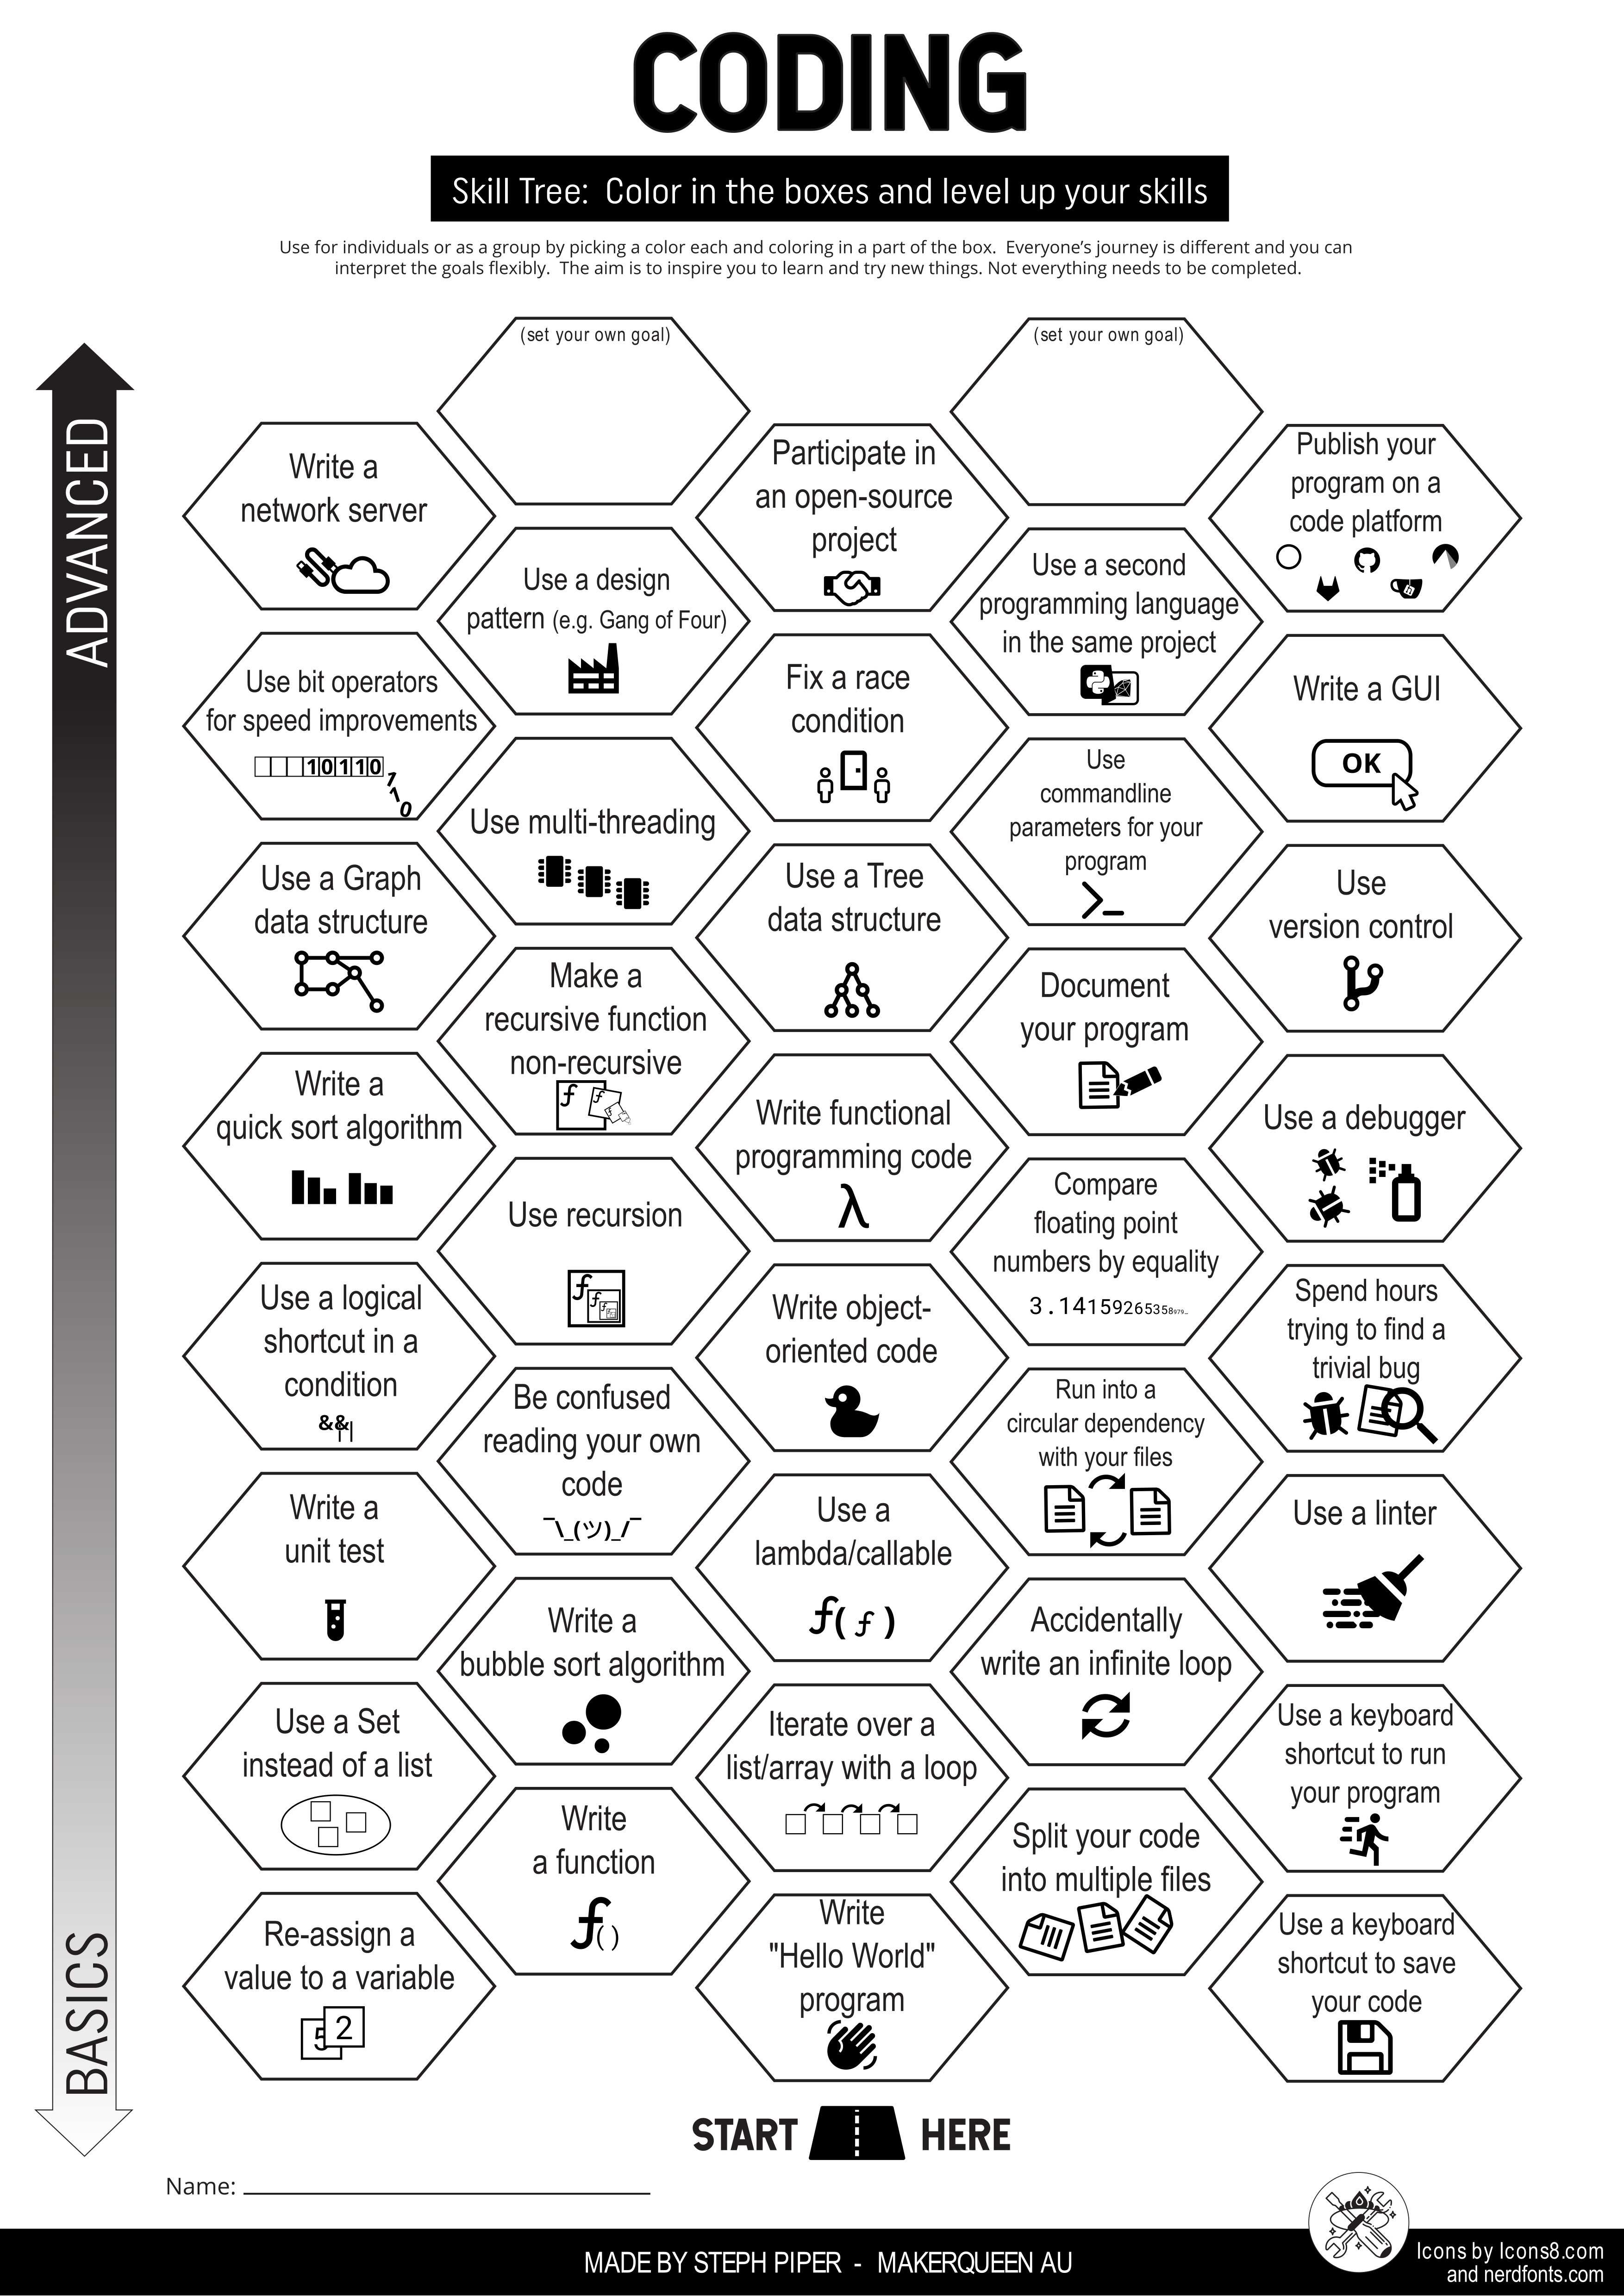 CODING
Skill Tree:  Color in the boxes and level up your skills
Use for individuals or as a group by picking a color each and coloring in a part of the box.  Everyone's journey is different and you can
interpret the goals flexibly.  The aim is to inspire you to learn and try new things. Not everything needs to be completed.
ADVANCED
BASICS
(set your own goal)
(set your own goal)
Write a
network server
Participate in
an open-source
project
Publish your
program on a
code platform
Use a design
pattern (e.g. Gang of Four)
Use a second
programming language
in the same project
Use bit operators
for speed improvements
10110
1
1
0
Fix a race
condition
Write a GUI
OK
Use multi-threading
Use
commandline
parameters for your
program
>_
Use a Graph
data structure
Use a Tree
data structure
Use
version control
Make a
recursive function
non-recursive
f
f
Document
your program
Write a
quick sort algorithm
Write functional
programming code
λ
Use a debugger
Use recursion
f
f
f
Compare
floating point
numbers by equality
3.14159265358979...
Use a logical
shortcut in a
condition
&&||
Write object-
oriented code
Spend hours
trying to find a
trivial bug
Be confused
reading your own
code
¯\_(ツ)_/¯
Run into a
circular dependency
with your files
Write a
unit test
Use a
lambda/callable
f( f )
Use a linter
Write a
bubble sort algorithm
Accidentally
write an infinite loop
Use a Set
instead of a list
Iterate over a
list/array with a loop
Use a keyboard
shortcut to run
your program
Write
a function
f()
Split your code
into multiple files
Re-assign a
value to a variable
5
2
Write
"Hello World"
program
Use a keyboard
shortcut to save
your code
START HERE
Name:
MADE BY STEPH PIPER  -  MAKERQUEEN AU
Icons by Icons8.com
and nerdfonts.com